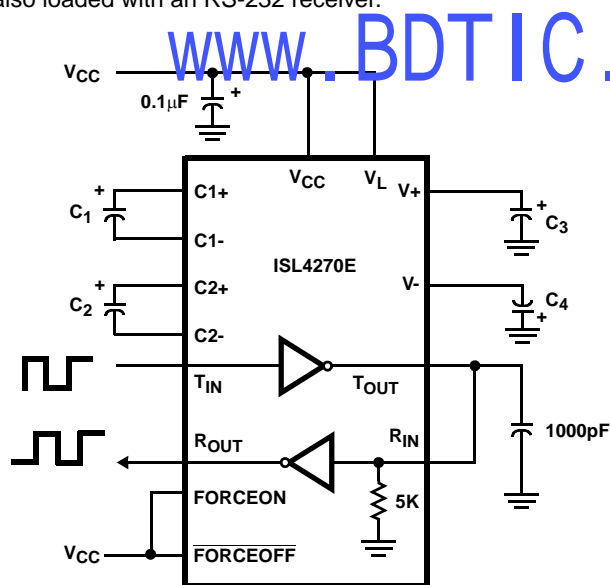 also loaded with an RS-232 receiver.
www.BDTIC.
VCC
0.1μF
+
VCC
VL
V+
C1+
+
C1
C1-
+
C3
ISL4270E
C2+
+
C2
C2-
V-
C4
+
TIN
TOUT
ROUT
RIN
1000pF
5K
FORCEON
VCC
FORCEOFF